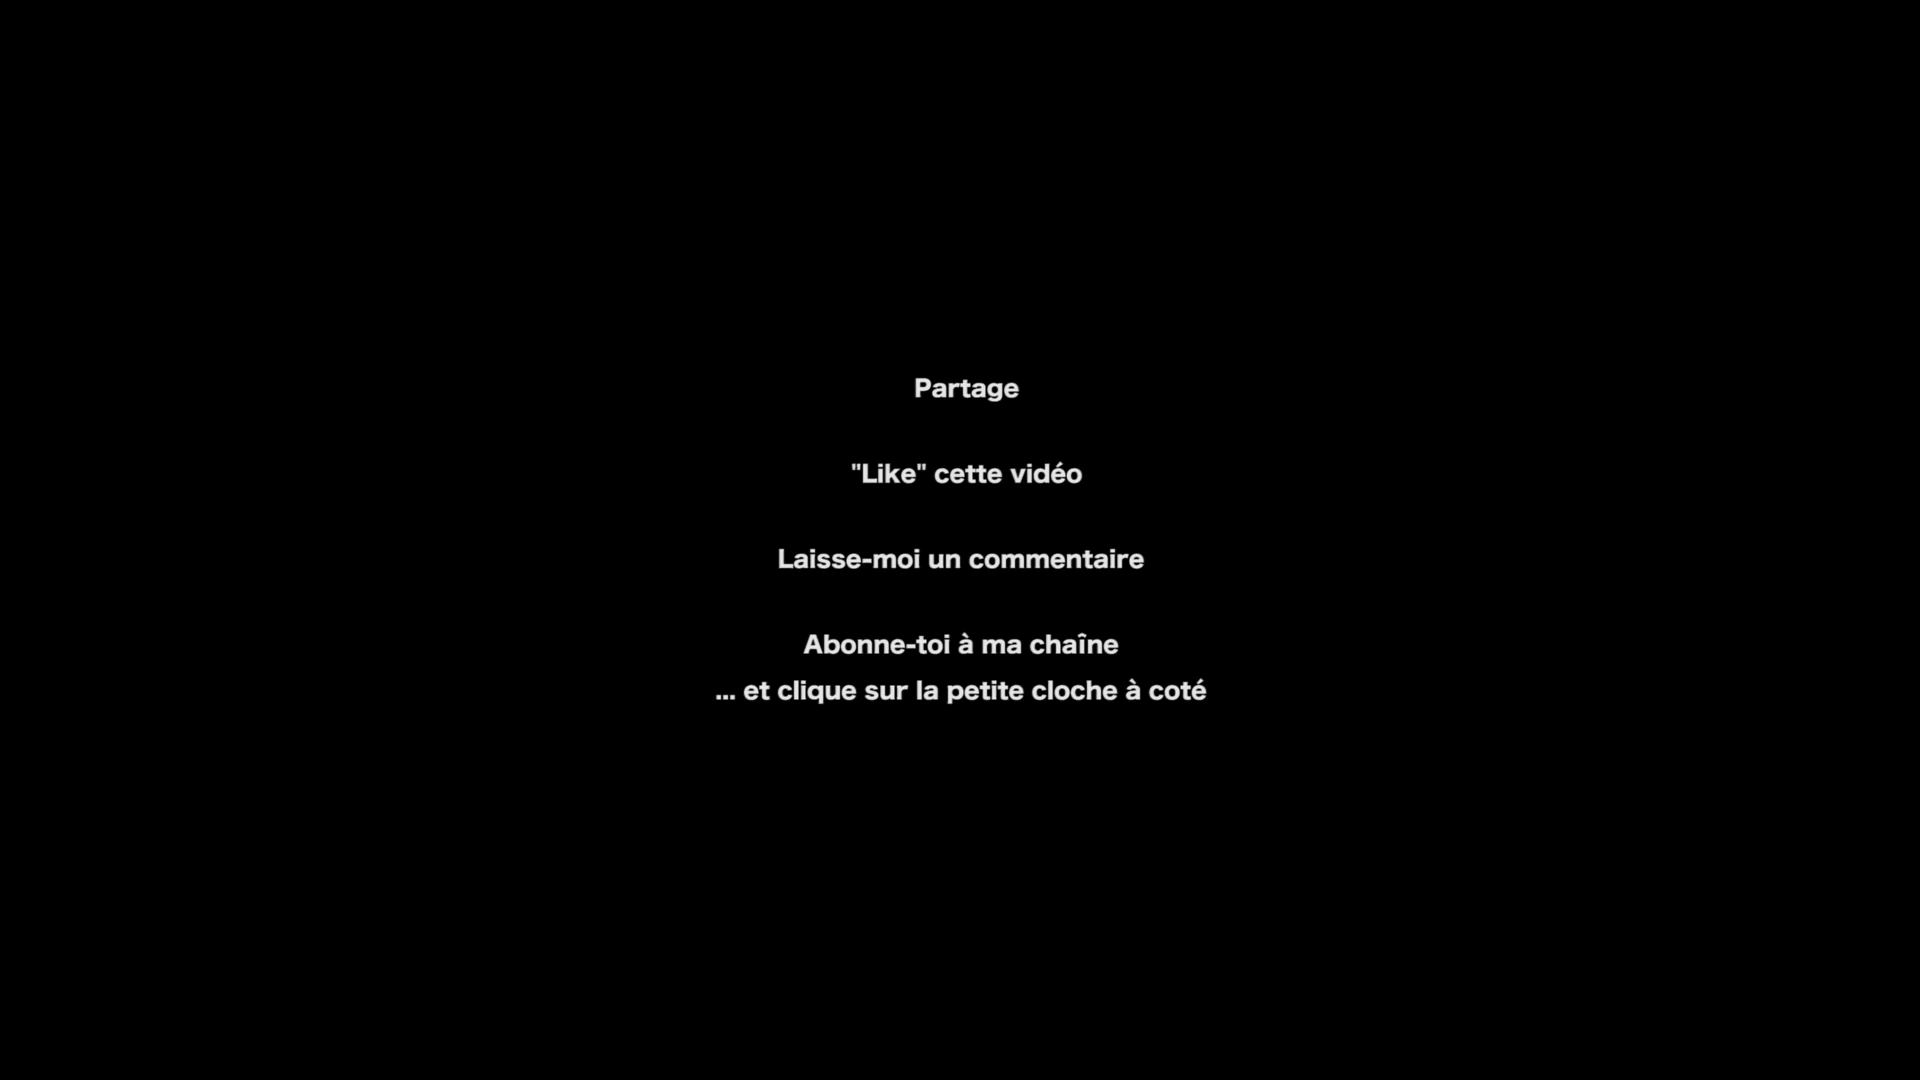 Partage
"Like" cette vidéo
Laisse-moi un commentaire
Abonne-toi à ma chaîne
... et clique sur la petite cloche à coté